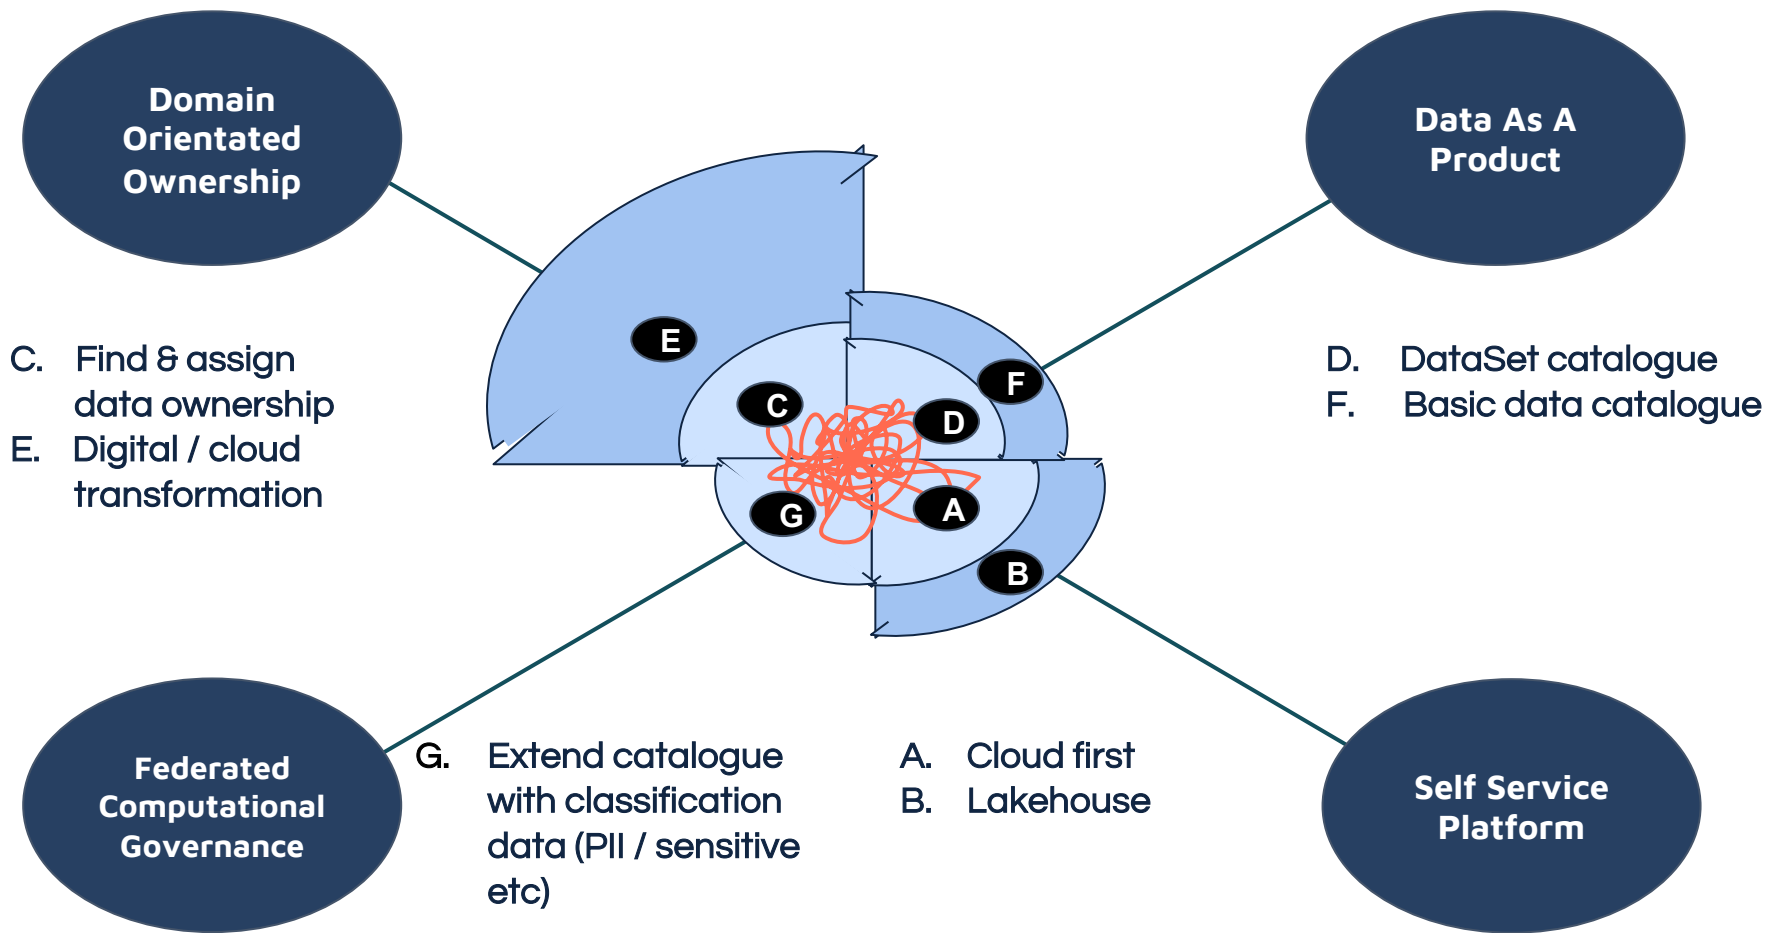 Domain
Orientated
Ownership
Data As A
Product
C. Find & assign
data ownership
E. Digital / cloud
transformation
D. DataSet catalogue
F. Basic data catalogue
E
F
C
D
G
A
B
G. Extend catalogue
with classification
data (PII / sensitive
etc)
A. Cloud first
B. Lakehouse
Federated
Computational
Governance
Self Service
Platform